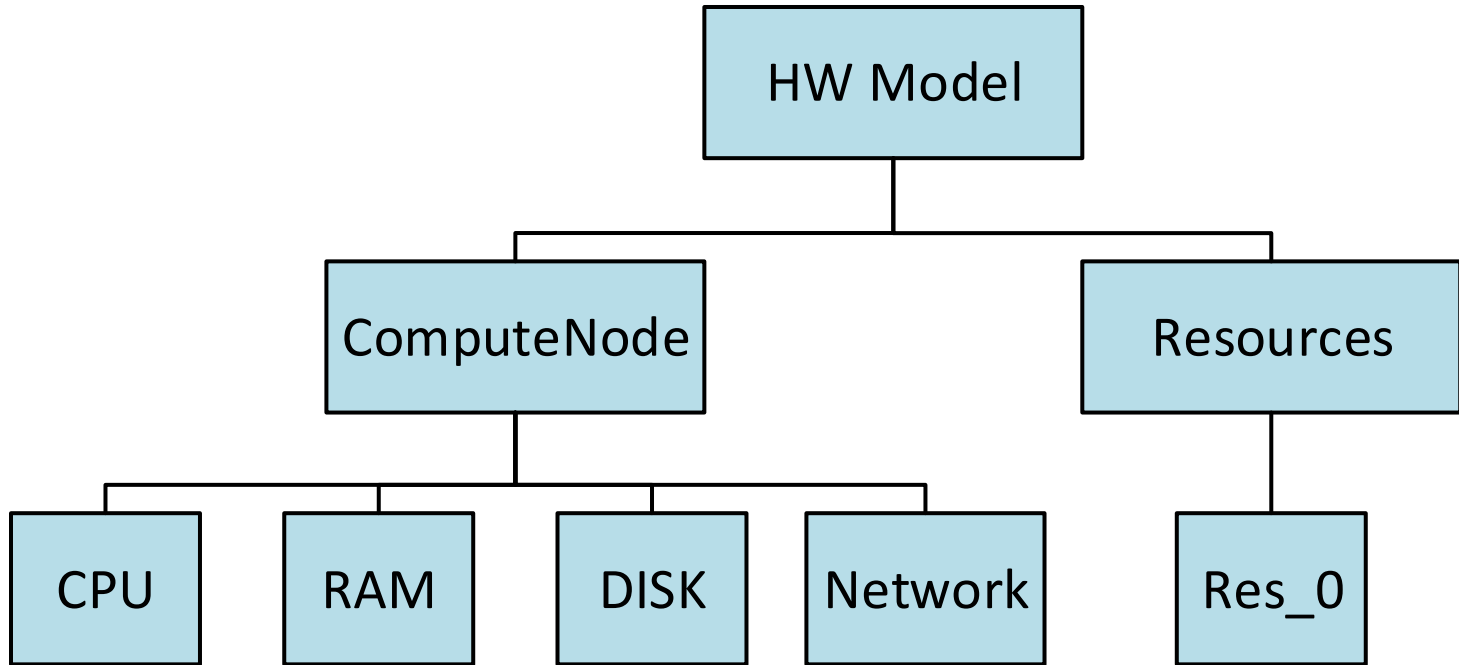 HW Model
ComputeNode
Resources
CPU
RAM
DISK
Network
Res_0